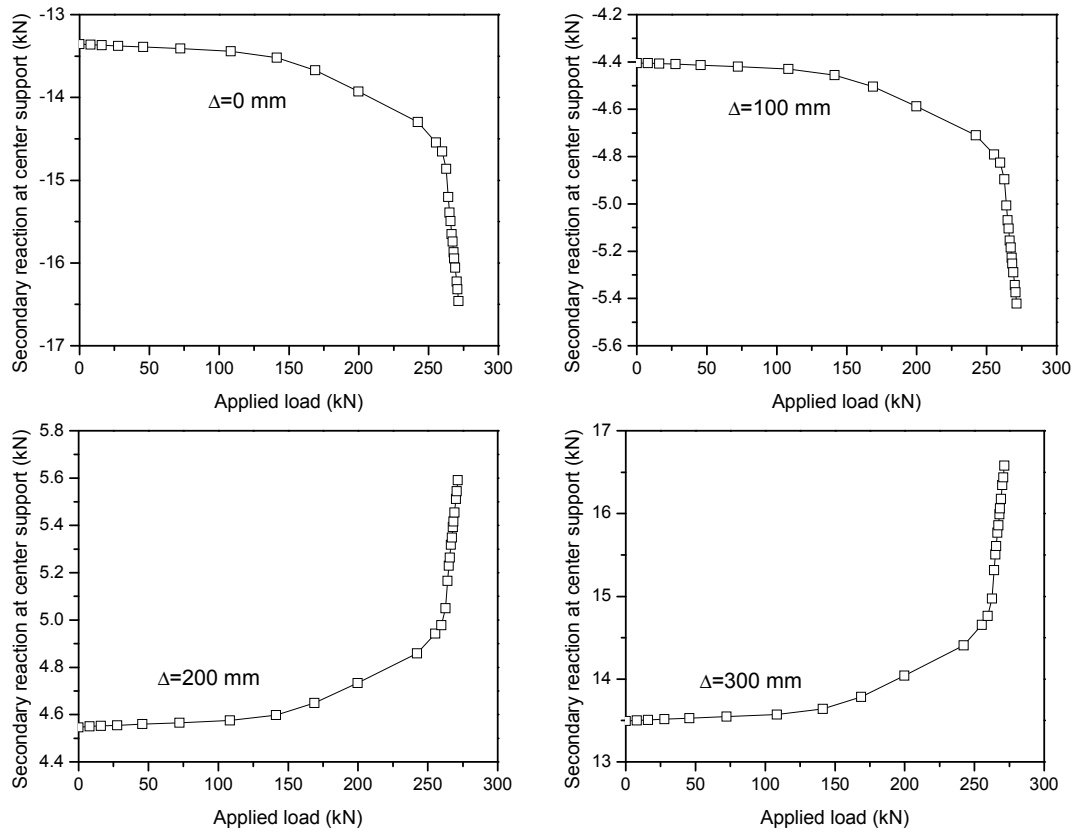 -13
-14
-15
-16
-17
0 50 100 150 200 250 300
Secondary reaction at center support (kN)
Applied load (kN)
Δ=0 mm
-4.2
-4.4
-4.6
-4.8
-5.0
-5.2
-5.4
-5.6
0 50 100 150 200 250 300
Secondary reaction at center support (kN)
Applied load (kN)
Δ=100 mm
5.8
5.6
5.4
5.2
5.0
4.8
4.6
4.4
0 50 100 150 200 250 300
Secondary reaction at center support (kN)
Applied load (kN)
Δ=200 mm
17
16
15
14
13
0 50 100 150 200 250 300
Secondary reaction at center support (kN)
Applied load (kN)
Δ=300 mm